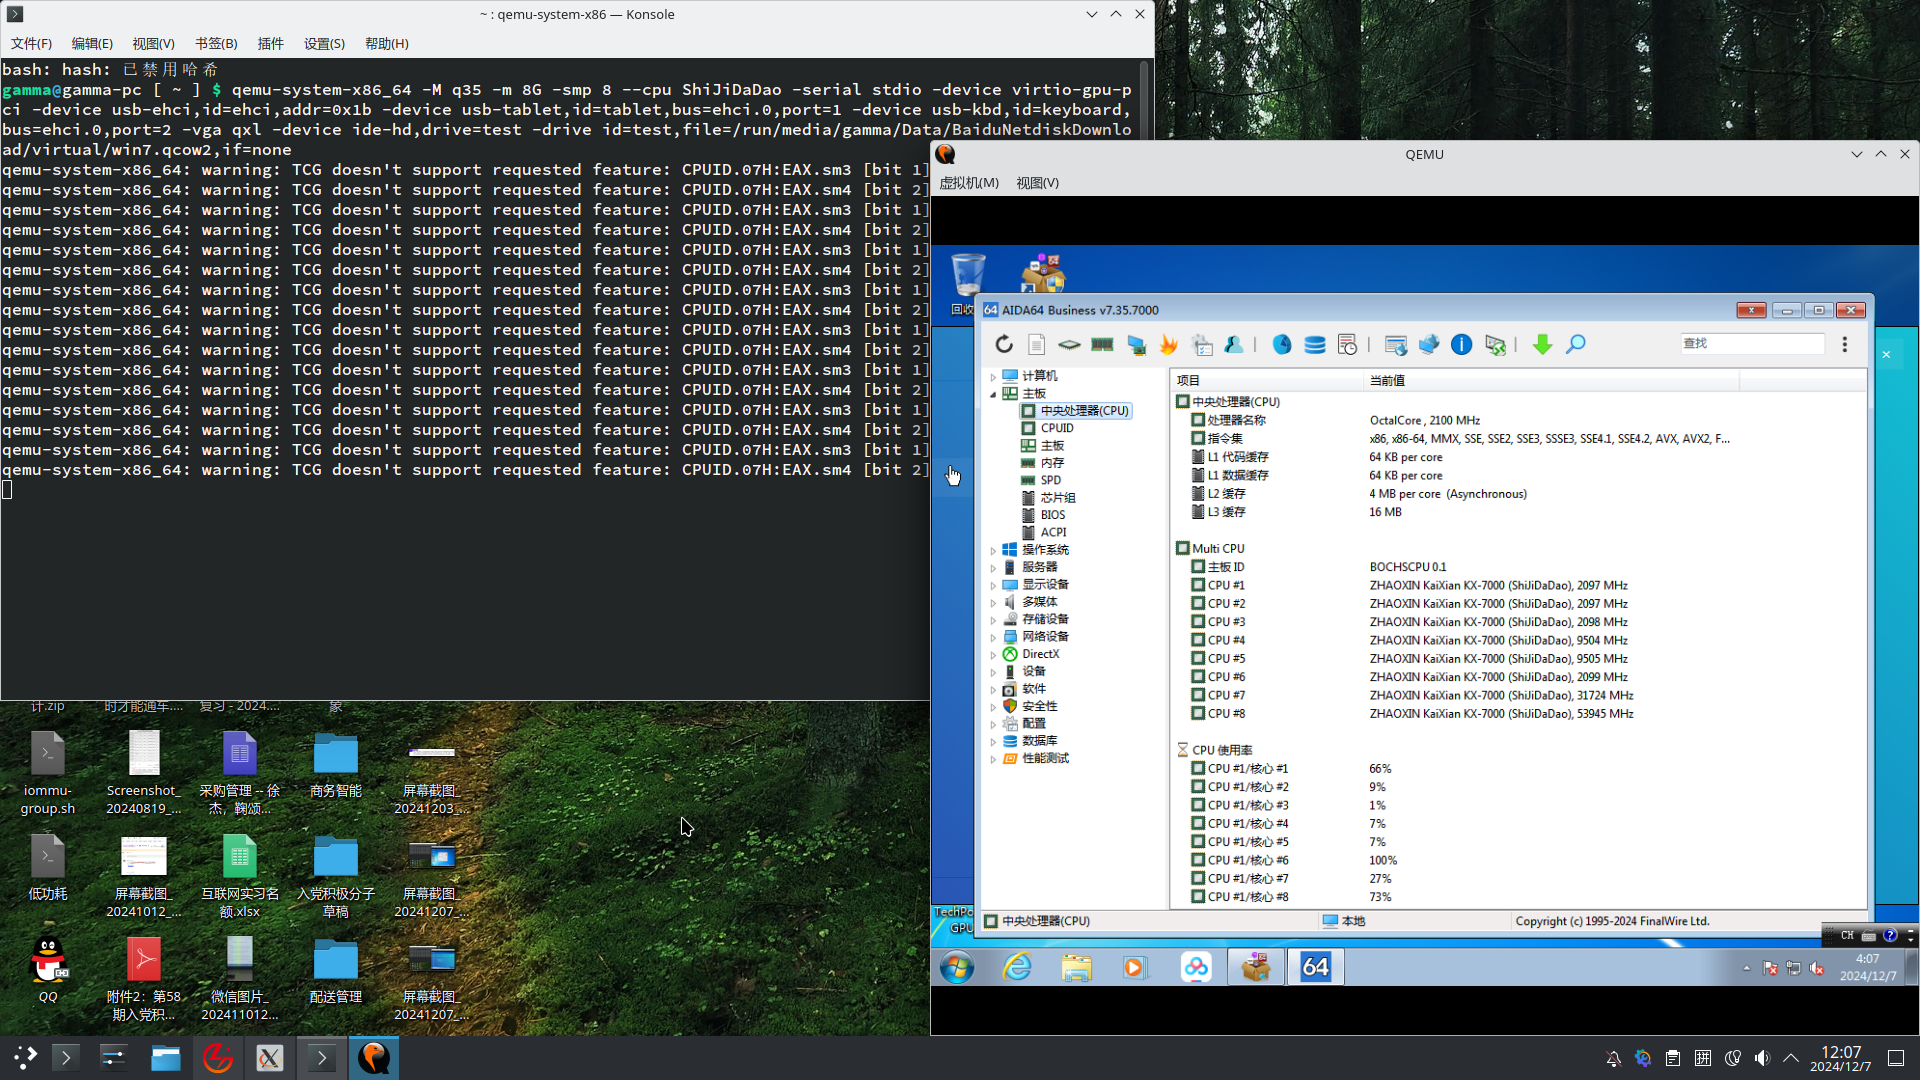 ~ : qemu-system-x86 — Konsole
文件(F) 编辑(E) 视图(V) 书签(B) 插件 设置(S) 帮助(H)
bash: hash: 已禁用哈希
gamma@gamma-pc [ ~ ] $ qemu-system-x86_64 -M q35 -m 8G -smp 8 --cpu ShiJiDaDao -serial stdio -device virtio-gpu-p
ci -device usb-ehci,id=ehci,addr=0x1b -device usb-tablet,id=tablet,bus=ehci.0,port=1 -device usb-kbd,id=keyboard,
bus=ehci.0,port=2 -vga qxl -device ide-hd,drive=test -drive id=test,file=/run/media/gamma/Data/BaiduNetdiskDownlo
ad/virtual/win7.qcow2,if=none
qemu-system-x86_64: warning: TCG doesn't support requested feature: CPUID.07H:EAX.sm3 [bit 1]
qemu-system-x86_64: warning: TCG doesn't support requested feature: CPUID.07H:EAX.sm4 [bit 2]
qemu-system-x86_64: warning: TCG doesn't support requested feature: CPUID.07H:EAX.sm3 [bit 1]
qemu-system-x86_64: warning: TCG doesn't support requested feature: CPUID.07H:EAX.sm4 [bit 2]
qemu-system-x86_64: warning: TCG doesn't support requested feature: CPUID.07H:EAX.sm3 [bit 1]
qemu-system-x86_64: warning: TCG doesn't support requested feature: CPUID.07H:EAX.sm4 [bit 2]
qemu-system-x86_64: warning: TCG doesn't support requested feature: CPUID.07H:EAX.sm3 [bit 1]
qemu-system-x86_64: warning: TCG doesn't support requested feature: CPUID.07H:EAX.sm4 [bit 2]
qemu-system-x86_64: warning: TCG doesn't support requested feature: CPUID.07H:EAX.sm3 [bit 1]
qemu-system-x86_64: warning: TCG doesn't support requested feature: CPUID.07H:EAX.sm4 [bit 2]
qemu-system-x86_64: warning: TCG doesn't support requested feature: CPUID.07H:EAX.sm3 [bit 1]
qemu-system-x86_64: warning: TCG doesn't support requested feature: CPUID.07H:EAX.sm4 [bit 2]
qemu-system-x86_64: warning: TCG doesn't support requested feature: CPUID.07H:EAX.sm3 [bit 1]
qemu-system-x86_64: warning: TCG doesn't support requested feature: CPUID.07H:EAX.sm4 [bit 2]
qemu-system-x86_64: warning: TCG doesn't support requested feature: CPUID.07H:EAX.sm3 [bit 1]
qemu-system-x86_64: warning: TCG doesn't support requested feature: CPUID.07H:EAX.sm4 [bit 2]
QEMU
虚拟机(M) 视图(V)
回收
64 AIDA64 Business v7.35.7000
查找
计算机
主板
中央处理器(CPU)
CPUID
主板
内存
SPD
芯片组
BIOS
ACPI
操作系统
服务器
显示设备
多媒体
存储设备
网络设备
DirectX
设备
软件
安全性
配置
数据库
性能测试
项目 当前值
中央处理器(CPU)
处理器名称 OctalCore , 2100 MHz
指令集 x86, x86-64, MMX, SSE, SSE2, SSE3, SSSE3, SSE4.1, SSE4.2, AVX, AVX2, F...
L1 代码缓存 64 KB per core
L1 数据缓存 64 KB per core
L2 缓存 4 MB per core (Asynchronous)
L3 缓存 16 MB
Multi CPU
主板 ID BOCHSCPU 0.1
CPU #1 ZHAOXIN KaiXian KX-7000 (ShiJiDaDao), 2097 MHz
CPU #2 ZHAOXIN KaiXian KX-7000 (ShiJiDaDao), 2097 MHz
CPU #3 ZHAOXIN KaiXian KX-7000 (ShiJiDaDao), 2098 MHz
CPU #4 ZHAOXIN KaiXian KX-7000 (ShiJiDaDao), 9504 MHz
CPU #5 ZHAOXIN KaiXian KX-7000 (ShiJiDaDao), 9505 MHz
CPU #6 ZHAOXIN KaiXian KX-7000 (ShiJiDaDao), 2099 MHz
CPU #7 ZHAOXIN KaiXian KX-7000 (ShiJiDaDao), 31724 MHz
CPU #8 ZHAOXIN KaiXian KX-7000 (ShiJiDaDao), 53945 MHz
CPU 使用率
CPU #1/核心 #1 66%
CPU #1/核心 #2 9%
CPU #1/核心 #3 1%
CPU #1/核心 #4 7%
CPU #1/核心 #5 7%
CPU #1/核心 #6 100%
CPU #1/核心 #7 27%
CPU #1/核心 #8 73%
中央处理器(CPU) 本地 Copyright (c) 1995-2024 FinalWire Ltd.
TechPo
GPU
CH
64
4:07
2024/12/7
计.zip 时才能通车.... 复习 - 2024.... 象
iommu-group.sh
Screenshot_20240819_...
采购管理 -- 徐杰，鞠颂...
商务智能
屏幕截图_20241203_...
低功耗
屏幕截图_20241012_...
互联网实习名额.xlsx
入党积极分子草稿
屏幕截图_20241207_...
QQ
附件2：第58期入党积...
微信图片_202411012...
配送管理
屏幕截图_20241207_...
拼
12:07
2024/12/7